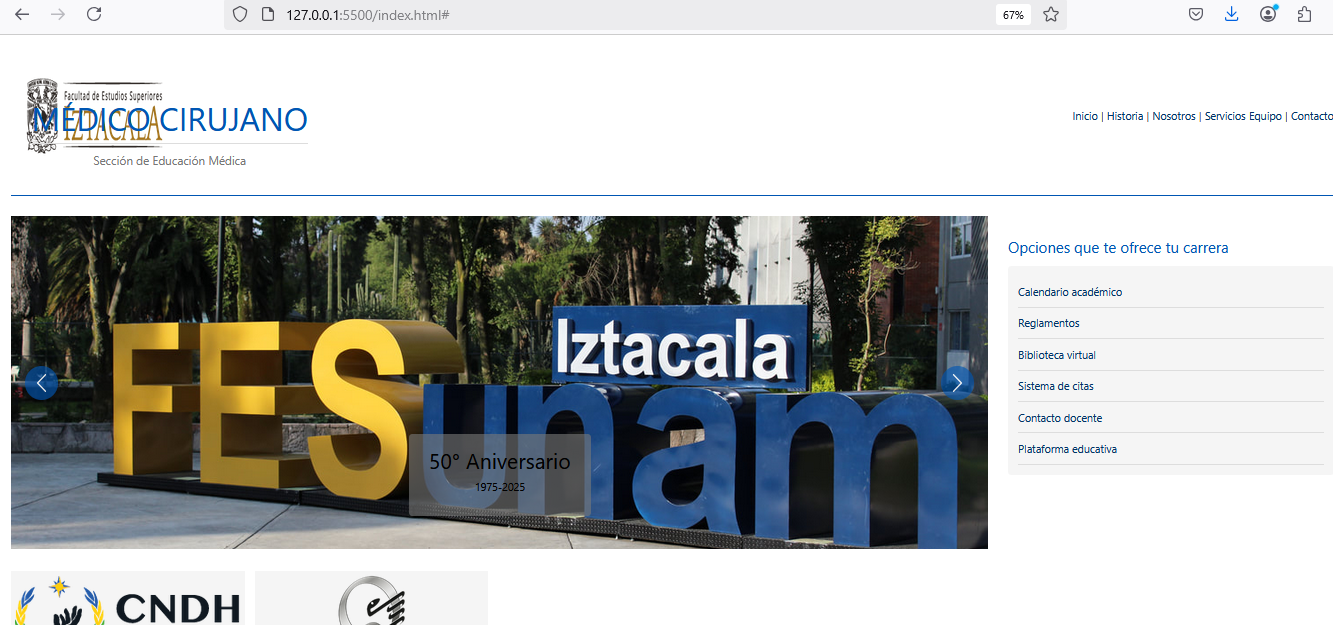 127.0.0.1:5500/index.html#
67%
Facultad de Estudios Superiores
IZTACALA
MÉDICO CIRUJANO
Sección de Educación Médica
Inicio | Historia | Nosotros | Servicios Equipo | Contacto
FES unam
Iztacala
50° Aniversario
1975-2025
Opciones que te ofrece tu carrera
Calendario académico
Reglamentos
Biblioteca virtual
Sistema de citas
Contacto docente
Plataforma educativa
CNDH